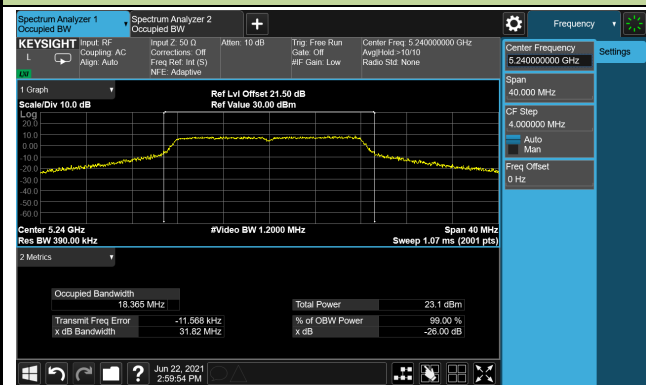 Spectrum Analyzer 1
Occupied BW
Spectrum Analyzer 2
Occupied BW
+
Frequency
KEYSIGHT
L
LXI
Input: RF
Coupling: AC
Align: Auto
Input Z: 50 Ω
Corrections: Off
Freq Ref: Int (S)
NFE: Adaptive
Atten: 10 dB
Trig: Free Run
Gate: Off
#IF Gain: Low
Center Freq: 5.240000000 GHz
Avg|Hold:>10/10
Radio Std: None
Center Frequency
5.240000000 GHz
Settings
Span
40.000 MHz
CF Step
4.000000 MHz
Auto
Man
Freq Offset
0 Hz
1 Graph
Scale/Div 10.0 dB
Ref Lvl Offset 21.50 dB
Ref Value 30.00 dBm
Log
20.0
10.0
0.00
-10.0
-20.0
-30.0
-40.0
-50.0
-60.0
Center 5.24 GHz
#Video BW 1.2000 MHz
Span 40 MHz
Res BW 390.00 kHz
Sweep 1.07 ms (2001 pts)
2 Metrics
Occupied Bandwidth
18.365 MHz
Total Power 23.1 dBm
Transmit Freq Error -11.568 kHz
% of OBW Power 99.00 %
x dB Bandwidth 31.82 MHz
x dB -26.00 dB
?
Jun 22, 2021
2:59:54 PM